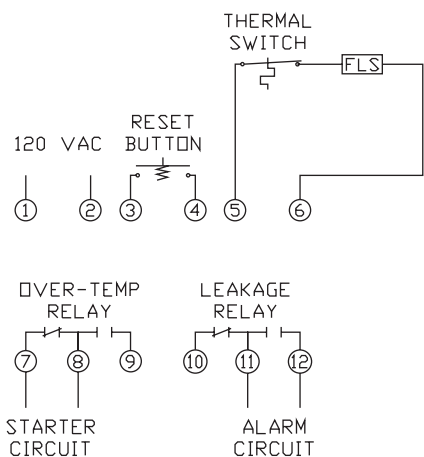 THERMAL
SWITCH
FLS
RESET
120 VAC BUTTON
1 2 3 4 5 6
OVER-TEMP LEAKAGE
RELAY RELAY
7 8 9 10 11 12
STARTER ALARM
CIRCUIT CIRCUIT